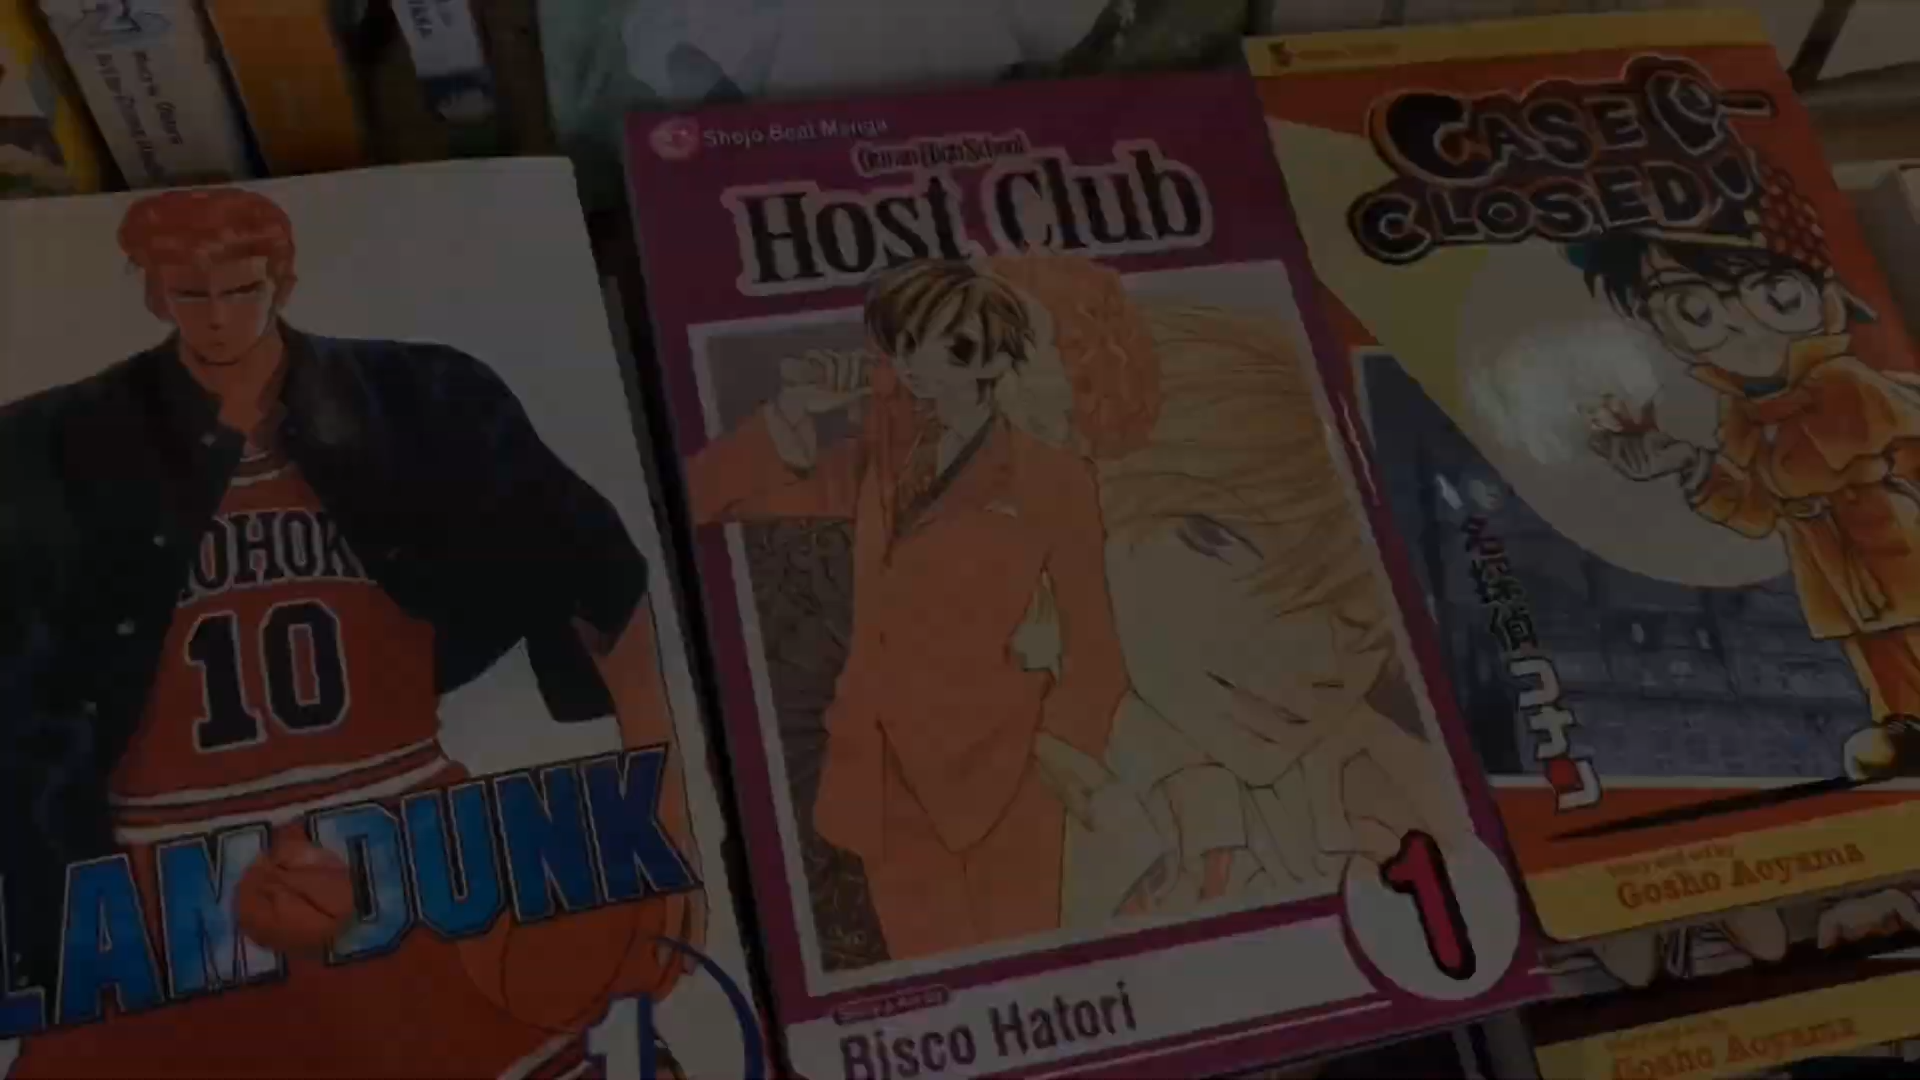 OHOK
10
LAM DUNK
1
Shojo Beat Manga
Ouran High School
Host Club
1
Bisco Hatori
CASE
CLOSED
名探偵コナン
Story and art by
Gosho Aoyama
Gosho Aoyama